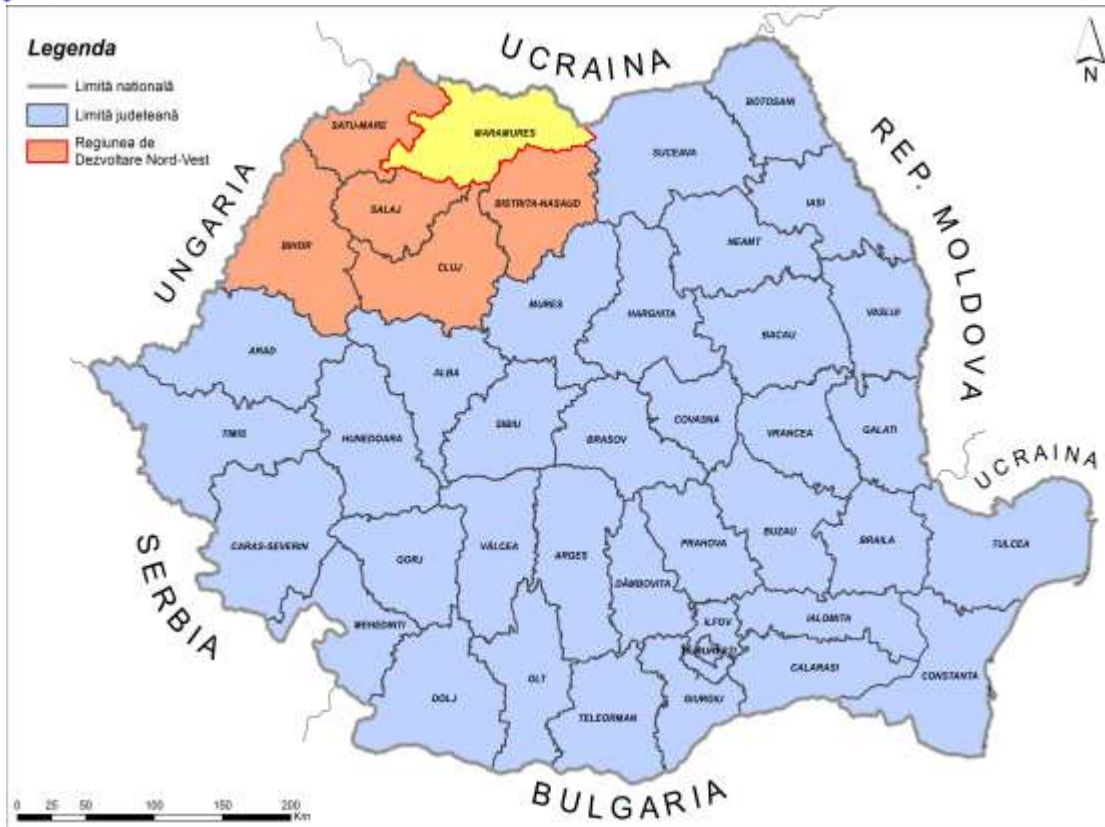 Legenda
Limită națională
Limită județeană
Regiunea de
Dezvoltare Nord-Vest
UCRAINA
N
REP. MOLDOVA
UNGARIA
SERBIA
BULGARIA
UCRAINA
SATU-MARE
MARAMURES
BOTOSANI
SUCEAVA
IASI
SALAJ
BISTRITA-NASAUD
NEAMT
BIHOR
CLUJ
MURES
HARGHITA
BACAU
VASLUI
ARAD
ALBA
TIMIS
HUNEDOARA
SIBIU
BRASOV
COVASNA
VRANCEA
GALATI
CARAS-SEVERIN
GORJ
VÂLCEA
ARGES
PRAHOVA
BUZAU
BRAILA
TULCEA
DÂMBOVITA
MEHEDINTI
ILFOV
IALOMITA
CALARASI
CONSTANTA
DOLJ
OLT
TELEORMAN
GIURGIU
0 25 50 100 150 200
Km